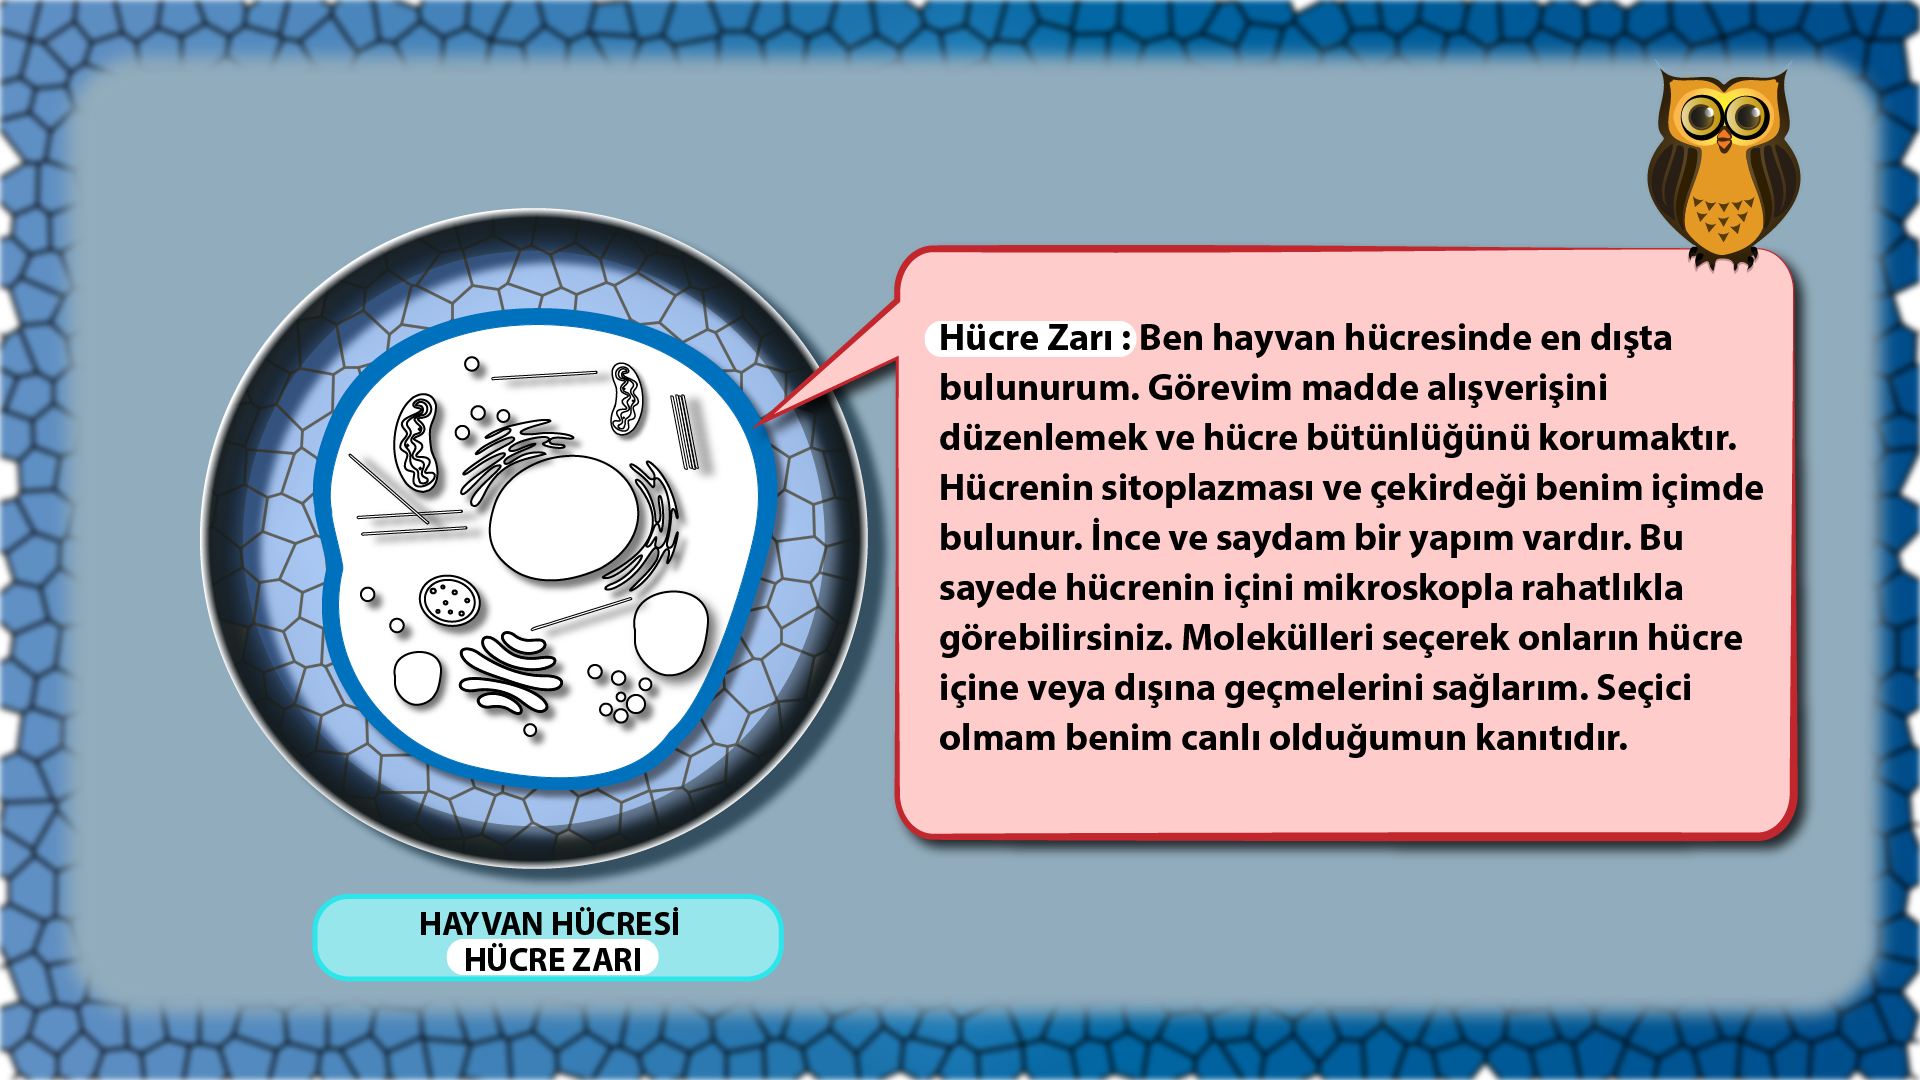 Hücre Zarı : Ben hayvan hücresinde en dışta
bulunurum. Görevim madde alışverişini
düzenlemek ve hücre bütünlüğünü korumaktır.
Hücrenin sitoplazması ve çekirdeği benim içimde
bulunur. İnce ve saydam bir yapım vardır. Bu
sayede hücrenin içini mikroskopla rahatlıkla
görebilirsiniz. Molekülleri seçerek onların hücre
içine veya dışına geçmelerini sağlarım. Seçici
olmam benim canlı olduğumun kanıtıdır.
HAYVAN HÜCRESİ
HÜCRE ZARI